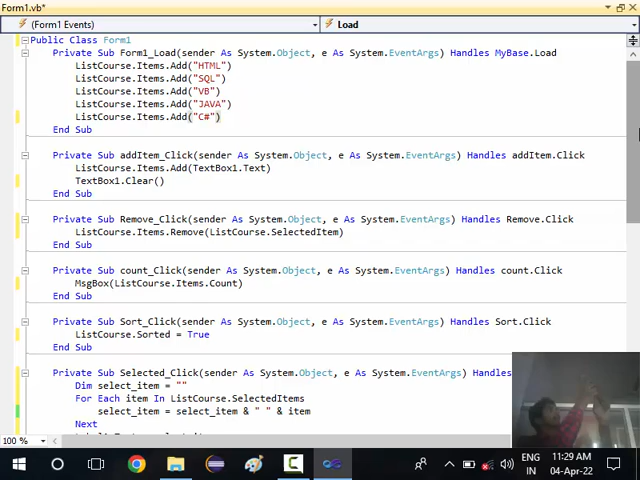 Form1.vb*
(Form1 Events)
Load
Public Class Form1
Private Sub Form1_Load(sender As System.Object, e As System.EventArgs) Handles MyBase.Load
ListCourse.Items.Add("HTML")
ListCourse.Items.Add("SQL")
ListCourse.Items.Add("VB")
ListCourse.Items.Add("JAVA")
ListCourse.Items.Add("C#")
End Sub
Private Sub addItem_Click(sender As System.Object, e As System.EventArgs) Handles addItem.Click
ListCourse.Items.Add(TextBox1.Text)
TextBox1.Clear()
End Sub
Private Sub Remove_Click(sender As System.Object, e As System.EventArgs) Handles Remove.Click
ListCourse.Items.Remove(ListCourse.SelectedItem)
End Sub
Private Sub count_Click(sender As System.Object, e As System.EventArgs) Handles count.Click
MsgBox(ListCourse.Items.Count)
End Sub
Private Sub Sort_Click(sender As System.Object, e As System.EventArgs) Handles Sort.Click
ListCourse.Sorted = True
End Sub
Private Sub Selected_Click(sender As System.Object, e As System.EventArgs) Handles
Dim select_item = ""
For Each item In ListCourse.SelectedItems
select_item = select_item & " " & item
Next
100 %
ENG 11:29 AM
IN 04-Apr-22